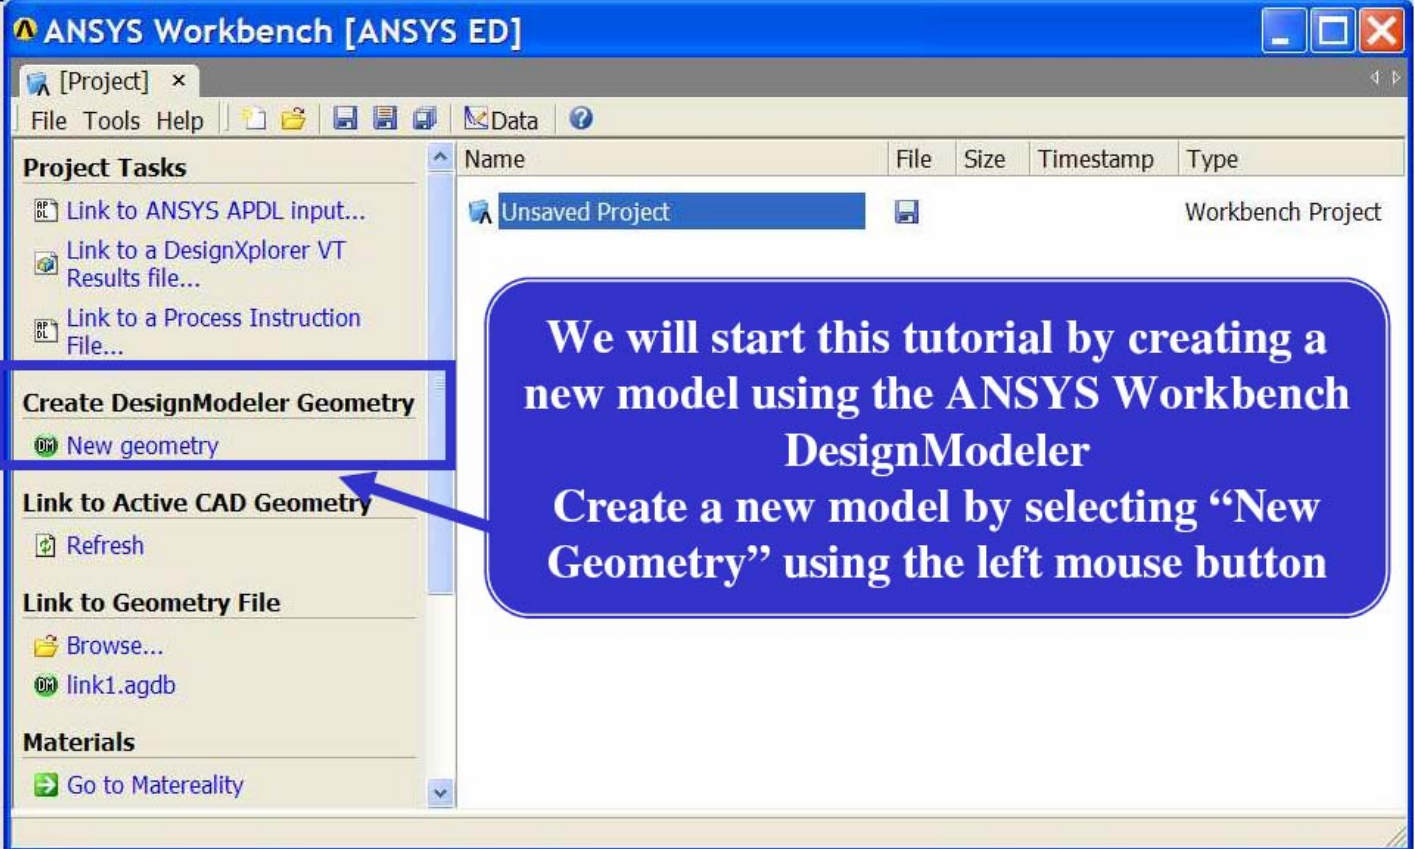 ANSYS Workbench [ANSYS ED]
[Project] ×
File Tools Help Data
Project Tasks
Link to ANSYS APDL input...
Link to a DesignXplorer VT
Results file...
Link to a Process Instruction
File...
Create DesignModeler Geometry
New geometry
Link to Active CAD Geometry
Refresh
Link to Geometry File
Browse...
link1.agdb
Materials
Go to Matereality
Name File Size Timestamp Type
Unsaved Project Workbench Project
We will start this tutorial by creating a
new model using the ANSYS Workbench
DesignModeler
Create a new model by selecting “New
Geometry” using the left mouse button